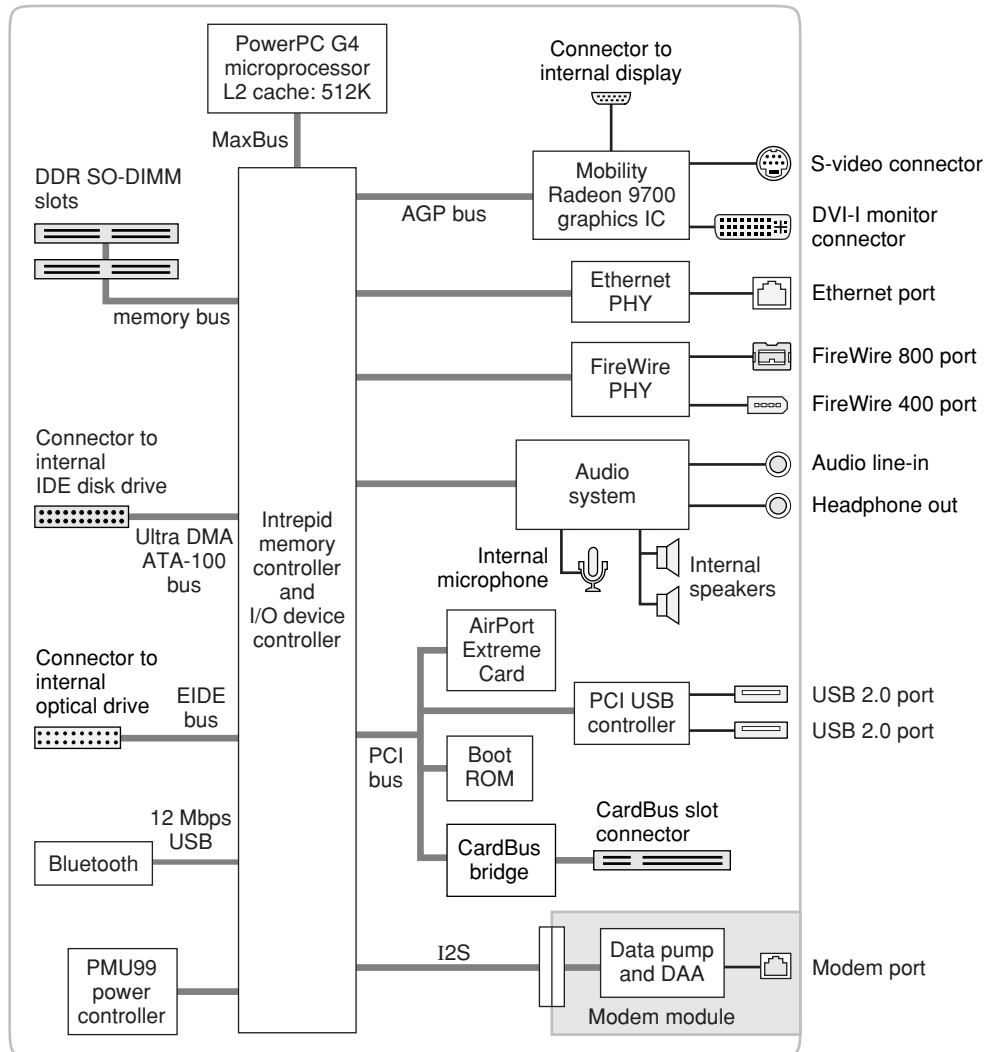 PowerPC G4
microprocessor
L2 cache: 512K
MaxBus
Connector to
internal display
DDR SO-DIMM
slots
memory bus
AGP bus
Mobility
Radeon 9700
graphics IC
S-video connector
DVI-I monitor
connector
Ethernet
PHY
Ethernet port
FireWire
PHY
FireWire 800 port
FireWire 400 port
Connector to
internal
IDE disk drive
Ultra DMA
ATA-100
bus
Intrepid
memory
controller
and
I/O device
controller
Audio
system
Audio line-in
Headphone out
Internal
microphone
Internal
speakers
Connector to
internal
optical drive
EIDE
bus
PCI
bus
AirPort
Extreme
Card
PCI USB
controller
USB 2.0 port
USB 2.0 port
Boot
ROM
CardBus
bridge
CardBus slot
connector
12 Mbps
USB
Bluetooth
PMU99
power
controller
I2S
Data pump
and DAA
Modem module
Modem port